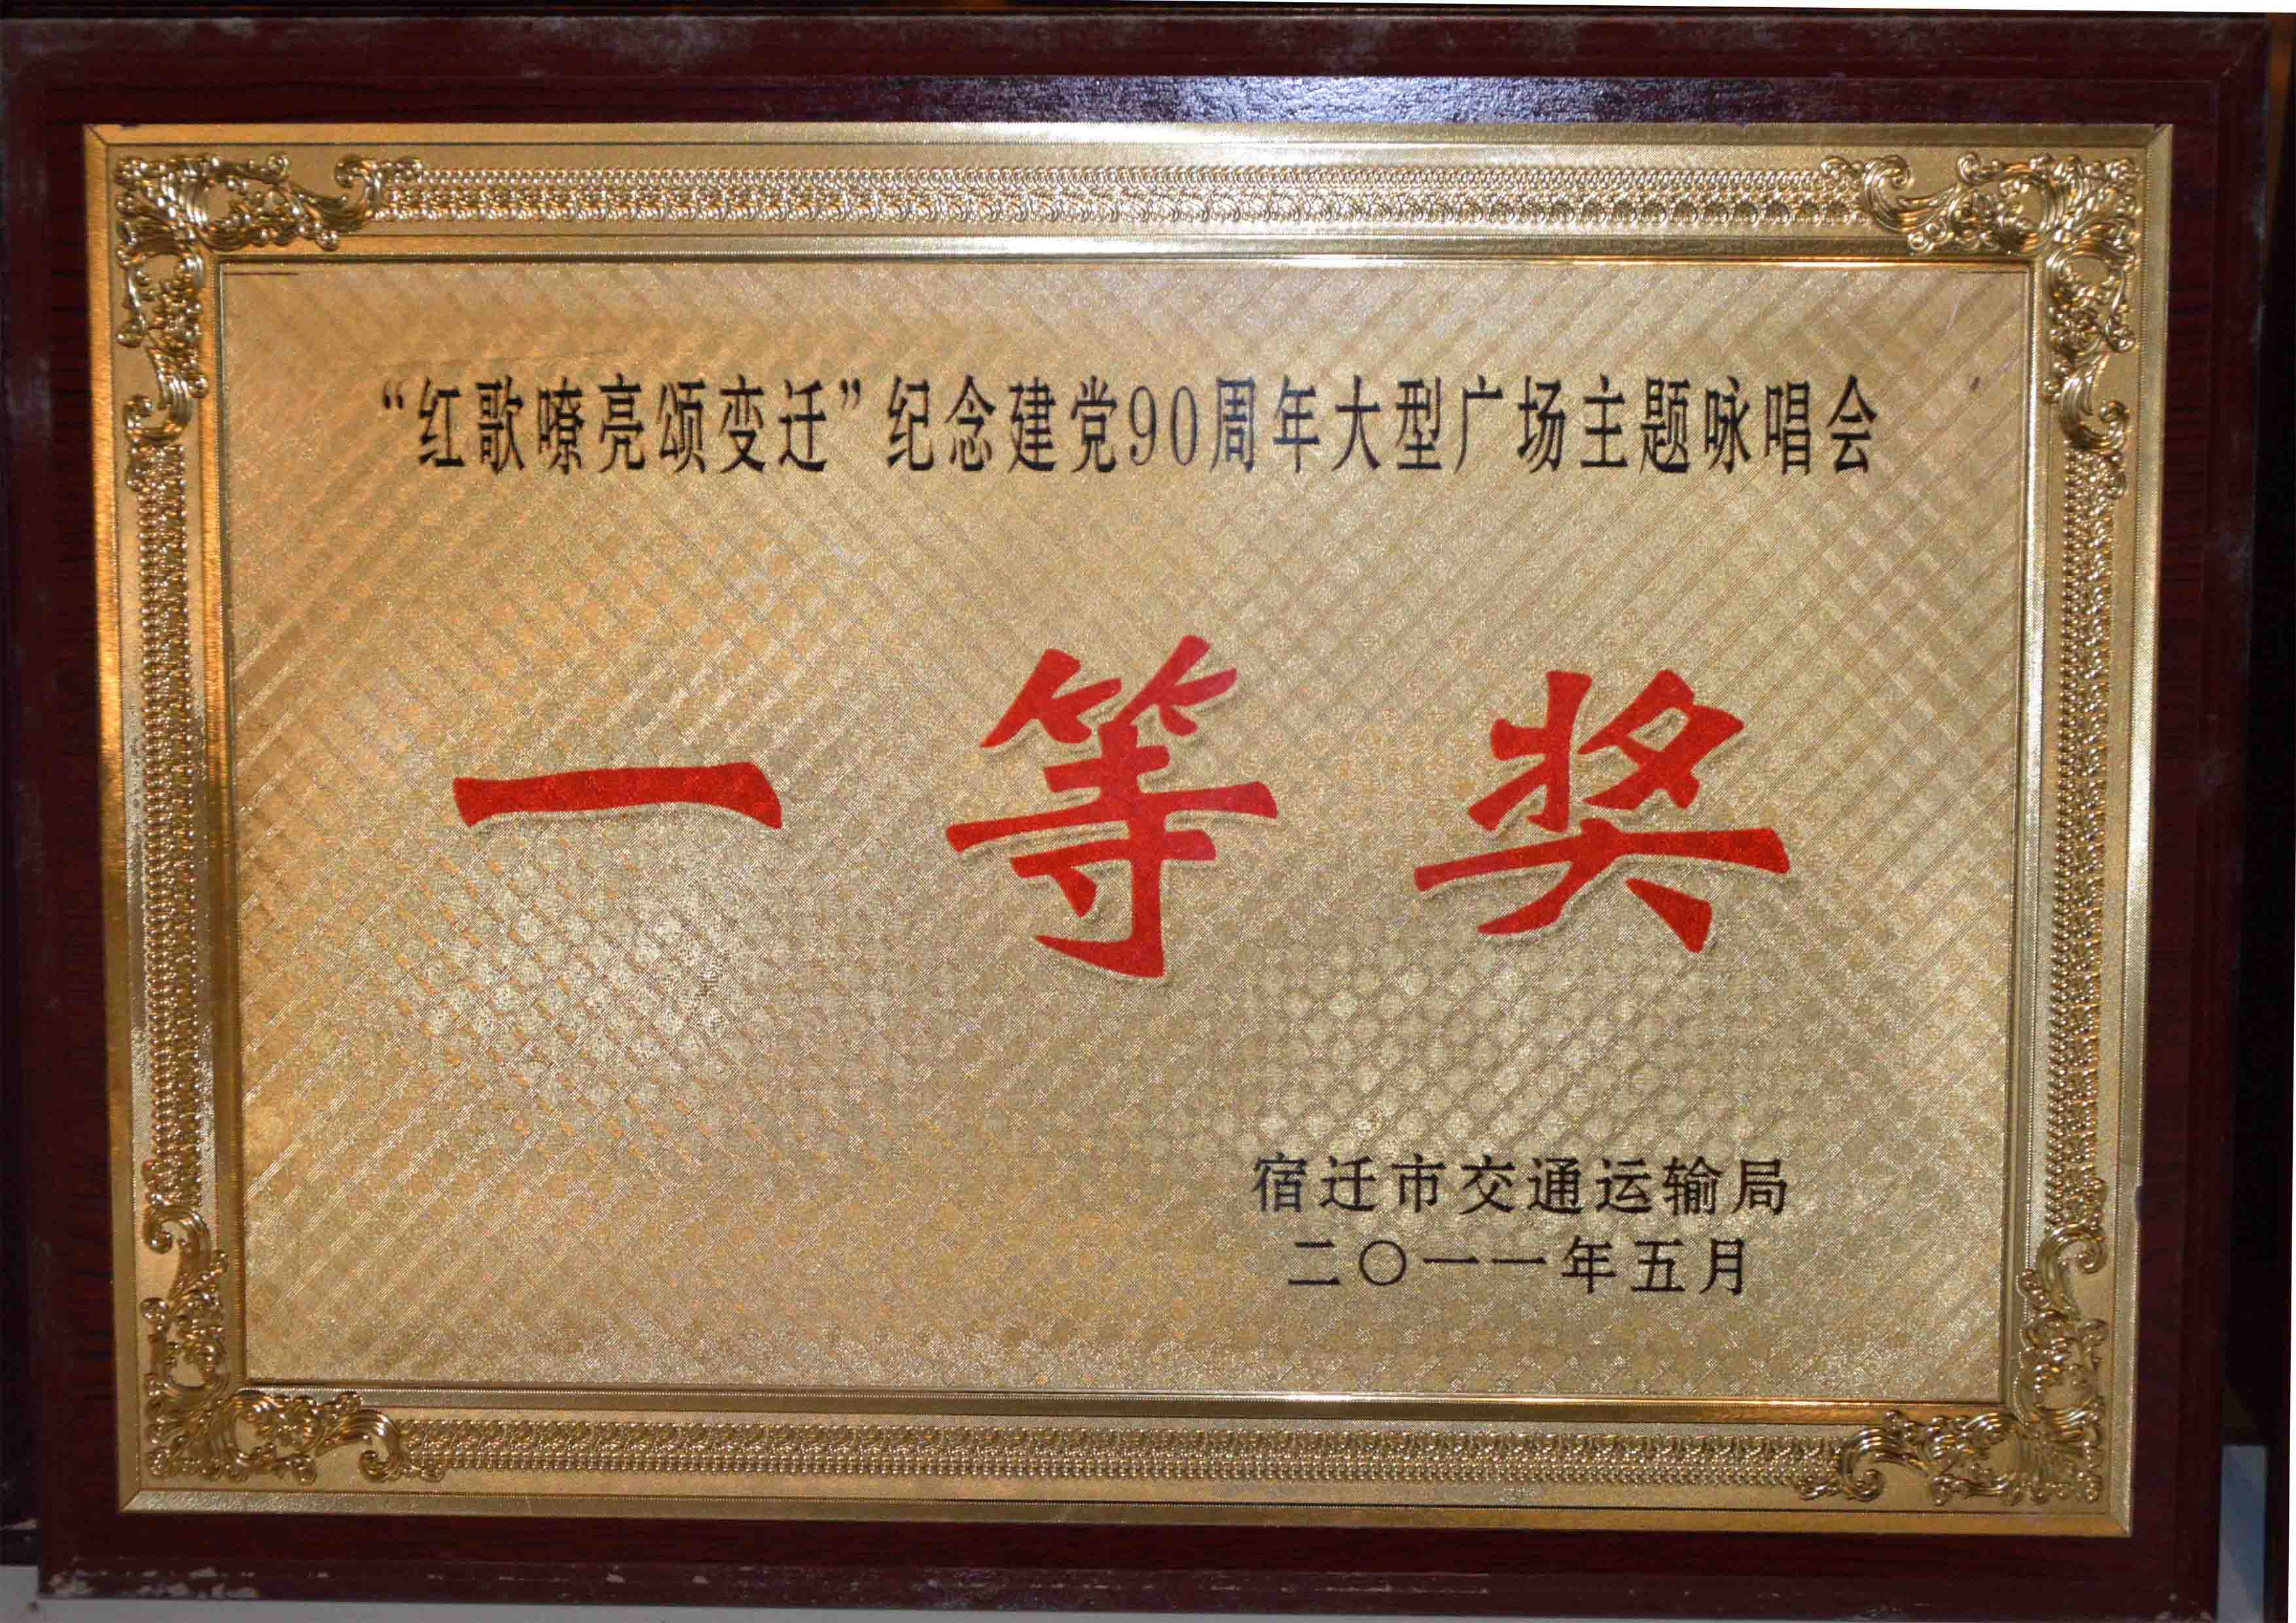 “红歌嘹亮颂变迁”纪念建党90周年大型广场主题咏唱会
一等奖
宿迁市交通运输局
二〇一一年五月